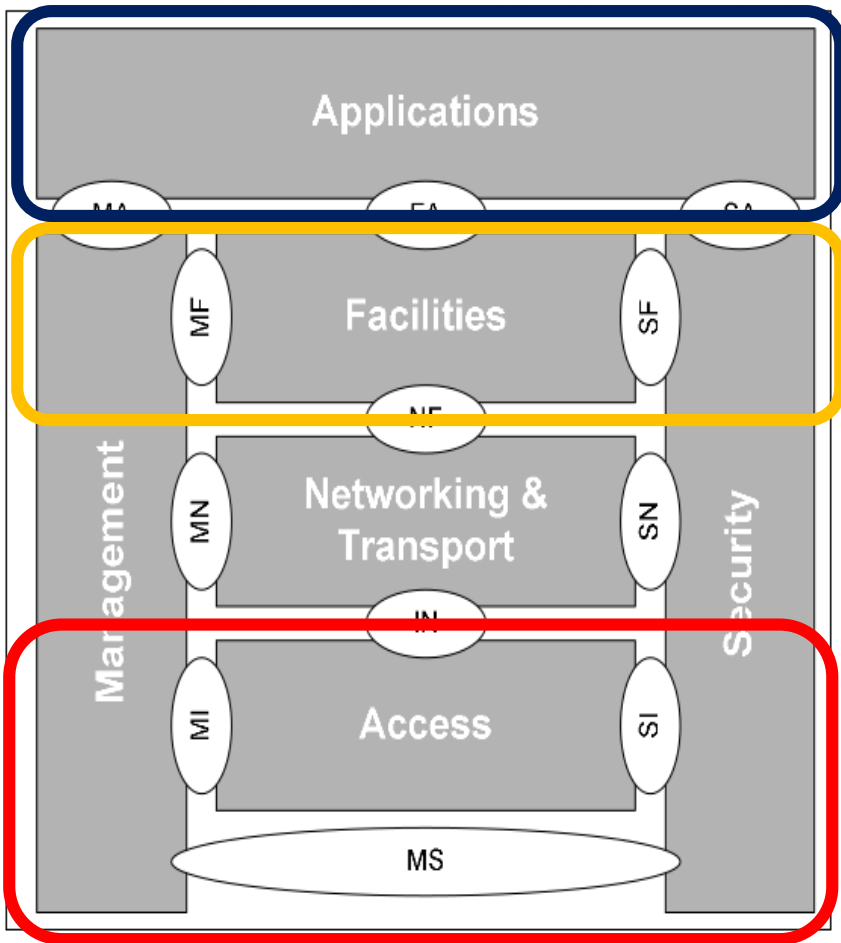 Applications
MA
FA
SA
MF
Facilities
SF
NF
Management
MN
Networking &
Transport
SN
Security
IN
MI
Access
SI
MS